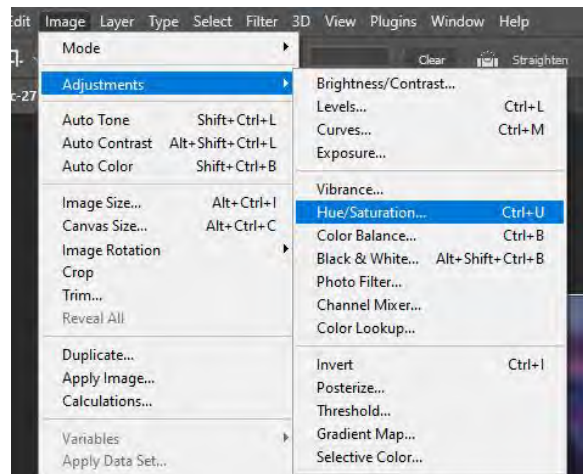 dit Image Layer Type Select Filter 3D View Plugins Window Help
Clear Straighten
c-27
Mode
Adjustments
Auto Tone Shift+Ctrl+L
Auto Contrast Alt+Shift+Ctrl+L
Auto Color Shift+Ctrl+B
Image Size... Alt+Ctrl+I
Canvas Size... Alt+Ctrl+C
Image Rotation
Crop
Trim...
Reveal All
Duplicate...
Apply Image...
Calculations...
Variables
Apply Data Set...
Brightness/Contrast...
Levels... Ctrl+L
Curves... Ctrl+M
Exposure...
Vibrance...
Hue/Saturation... Ctrl+U
Color Balance... Ctrl+B
Black & White... Alt+Shift+Ctrl+B
Photo Filter...
Channel Mixer...
Color Lookup...
Invert Ctrl+I
Posterize...
Threshold...
Gradient Map...
Selective Color...